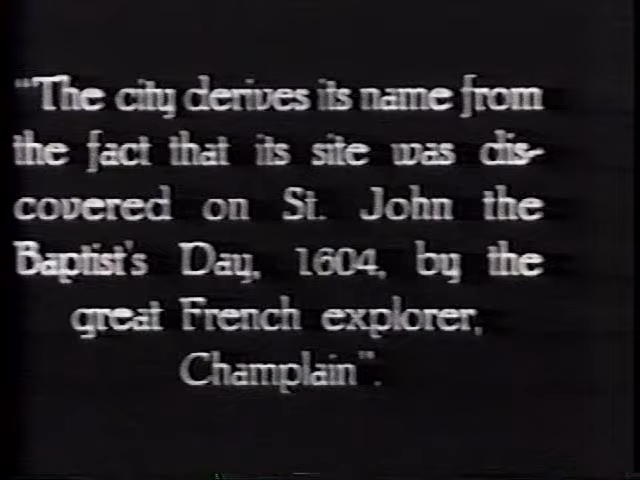 "The city derives its name from
the fact that its site was dis-
covered on St. John the
Baptist's Day, 1604, by the
great French explorer,
Champlain".